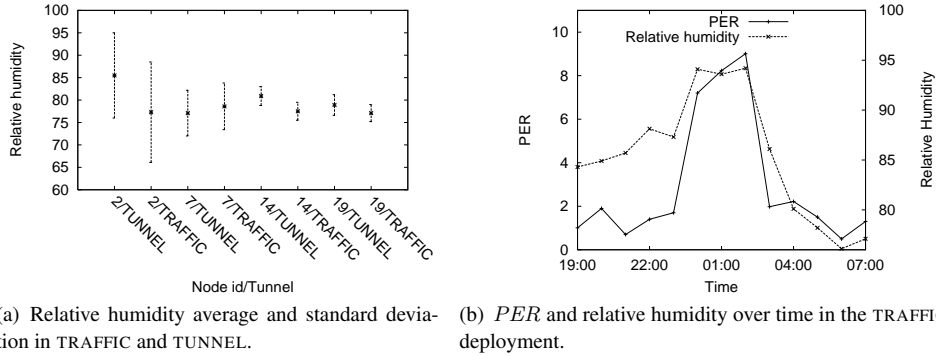 100
95
90
85
80
75
70
65
60
Relative humidity
2/TUNNEL
2/TRAFFIC
7/TUNNEL
7/TRAFFIC
14/TUNNEL
14/TRAFFIC
19/TUNNEL
19/TRAFFIC
Node id/Tunnel
(a) Relative humidity average and standard devia-
tion in TRAFFIC and TUNNEL.
PER
Relative humidity
10
8
6
4
2
0
PER
100
95
90
85
80
Relative Humidity
19:00 22:00 01:00 04:00 07:00
Time
(b) PER and relative humidity over time in the TRAFFIC
deployment.